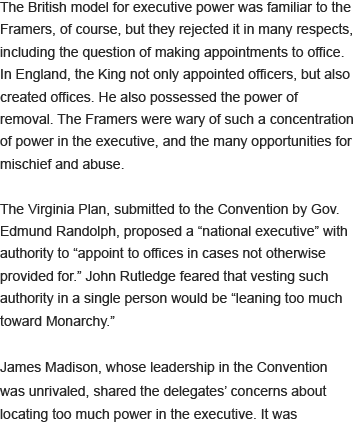 The British model for executive power was familiar to the
Framers, of course, but they rejected it in many respects,
including the question of making appointments to office.
In England, the King not only appointed officers, but also
created offices. He also possessed the power of
removal. The Framers were wary of such a concentration
of power in the executive, and the many opportunities for
mischief and abuse.

The Virginia Plan, submitted to the Convention by Gov.
Edmund Randolph, proposed a “national executive” with
authority to “appoint to offices in cases not otherwise
provided for.” John Rutledge feared that vesting such
authority in a single person would be “leaning too much
toward Monarchy.”

James Madison, whose leadership in the Convention
was unrivaled, shared the delegates’ concerns about
locating too much power in the executive. It was